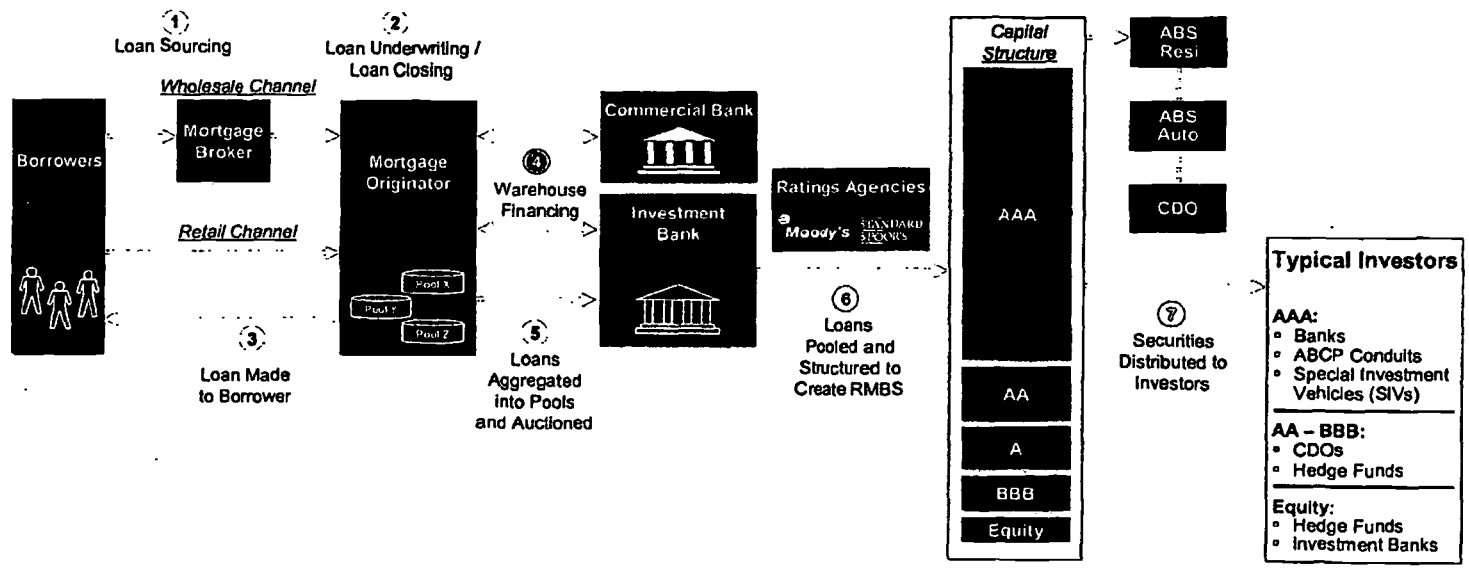 1
Loan Sourcing
Wholesale Channel
Borrowers
Mortgage
Broker
Retail Channel
3
Loan Made
to Borrower
2
Loan Underwriting /
Loan Closing
Mortgage
Originator
Pool X
Pool Y
Pool Z
4
Warehouse
Financing
5
Loans
Aggregated
into Pools
and Auctioned
Commercial Bank
Investment
Bank
Ratings Agencies
Moody's
STANDARD
&POOR'S
6
Loans
Pooled and
Structured to
Create RMBS
Capital
Structure
AAA
AA
A
BBB
Equity
ABS
Resi
ABS
Auto
CDO
7
Securities
Distributed to
Investors
Typical Investors
AAA:
▫ Banks
▫ ABCP Conduits
▫ Special Investment
Vehicles (SIVs)
AA – BBB:
▫ CDOs
▫ Hedge Funds
Equity:
▫ Hedge Funds
▫ Investment Banks